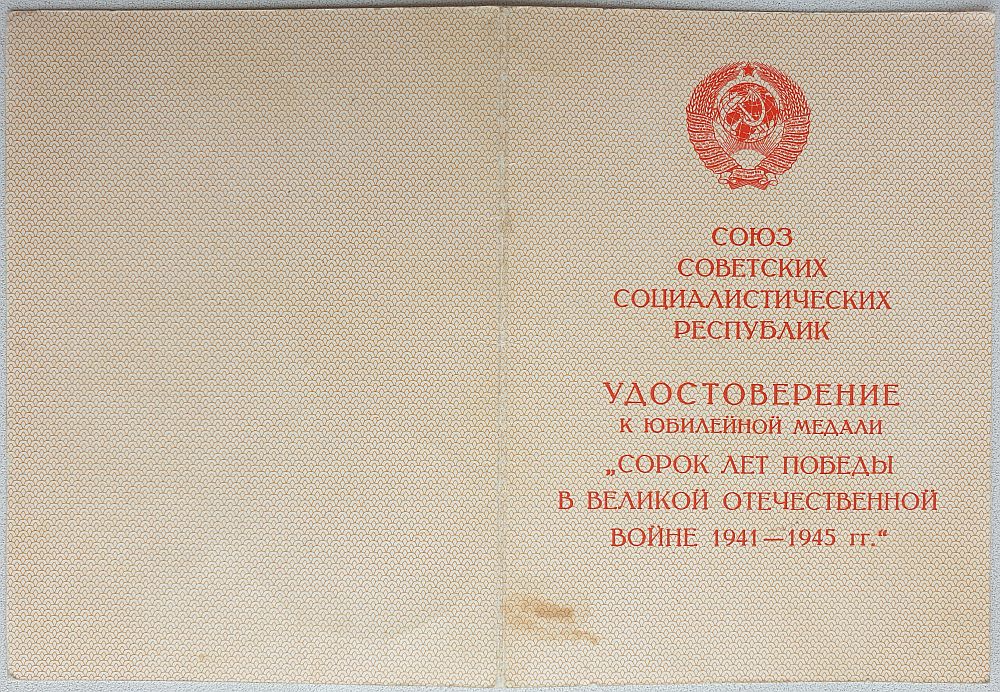 СОЮЗ
СОВЕТСКИХ
СОЦИАЛИСТИЧЕСКИХ
РЕСПУБЛИК
УДОСТОВЕРЕНИЕ
К ЮБИЛЕЙНОЙ МЕДАЛИ
„СОРОК ЛЕТ ПОБЕДЫ
В ВЕЛИКОЙ ОТЕЧЕСТВЕННОЙ
ВОЙНЕ 1941—1945 гг.“